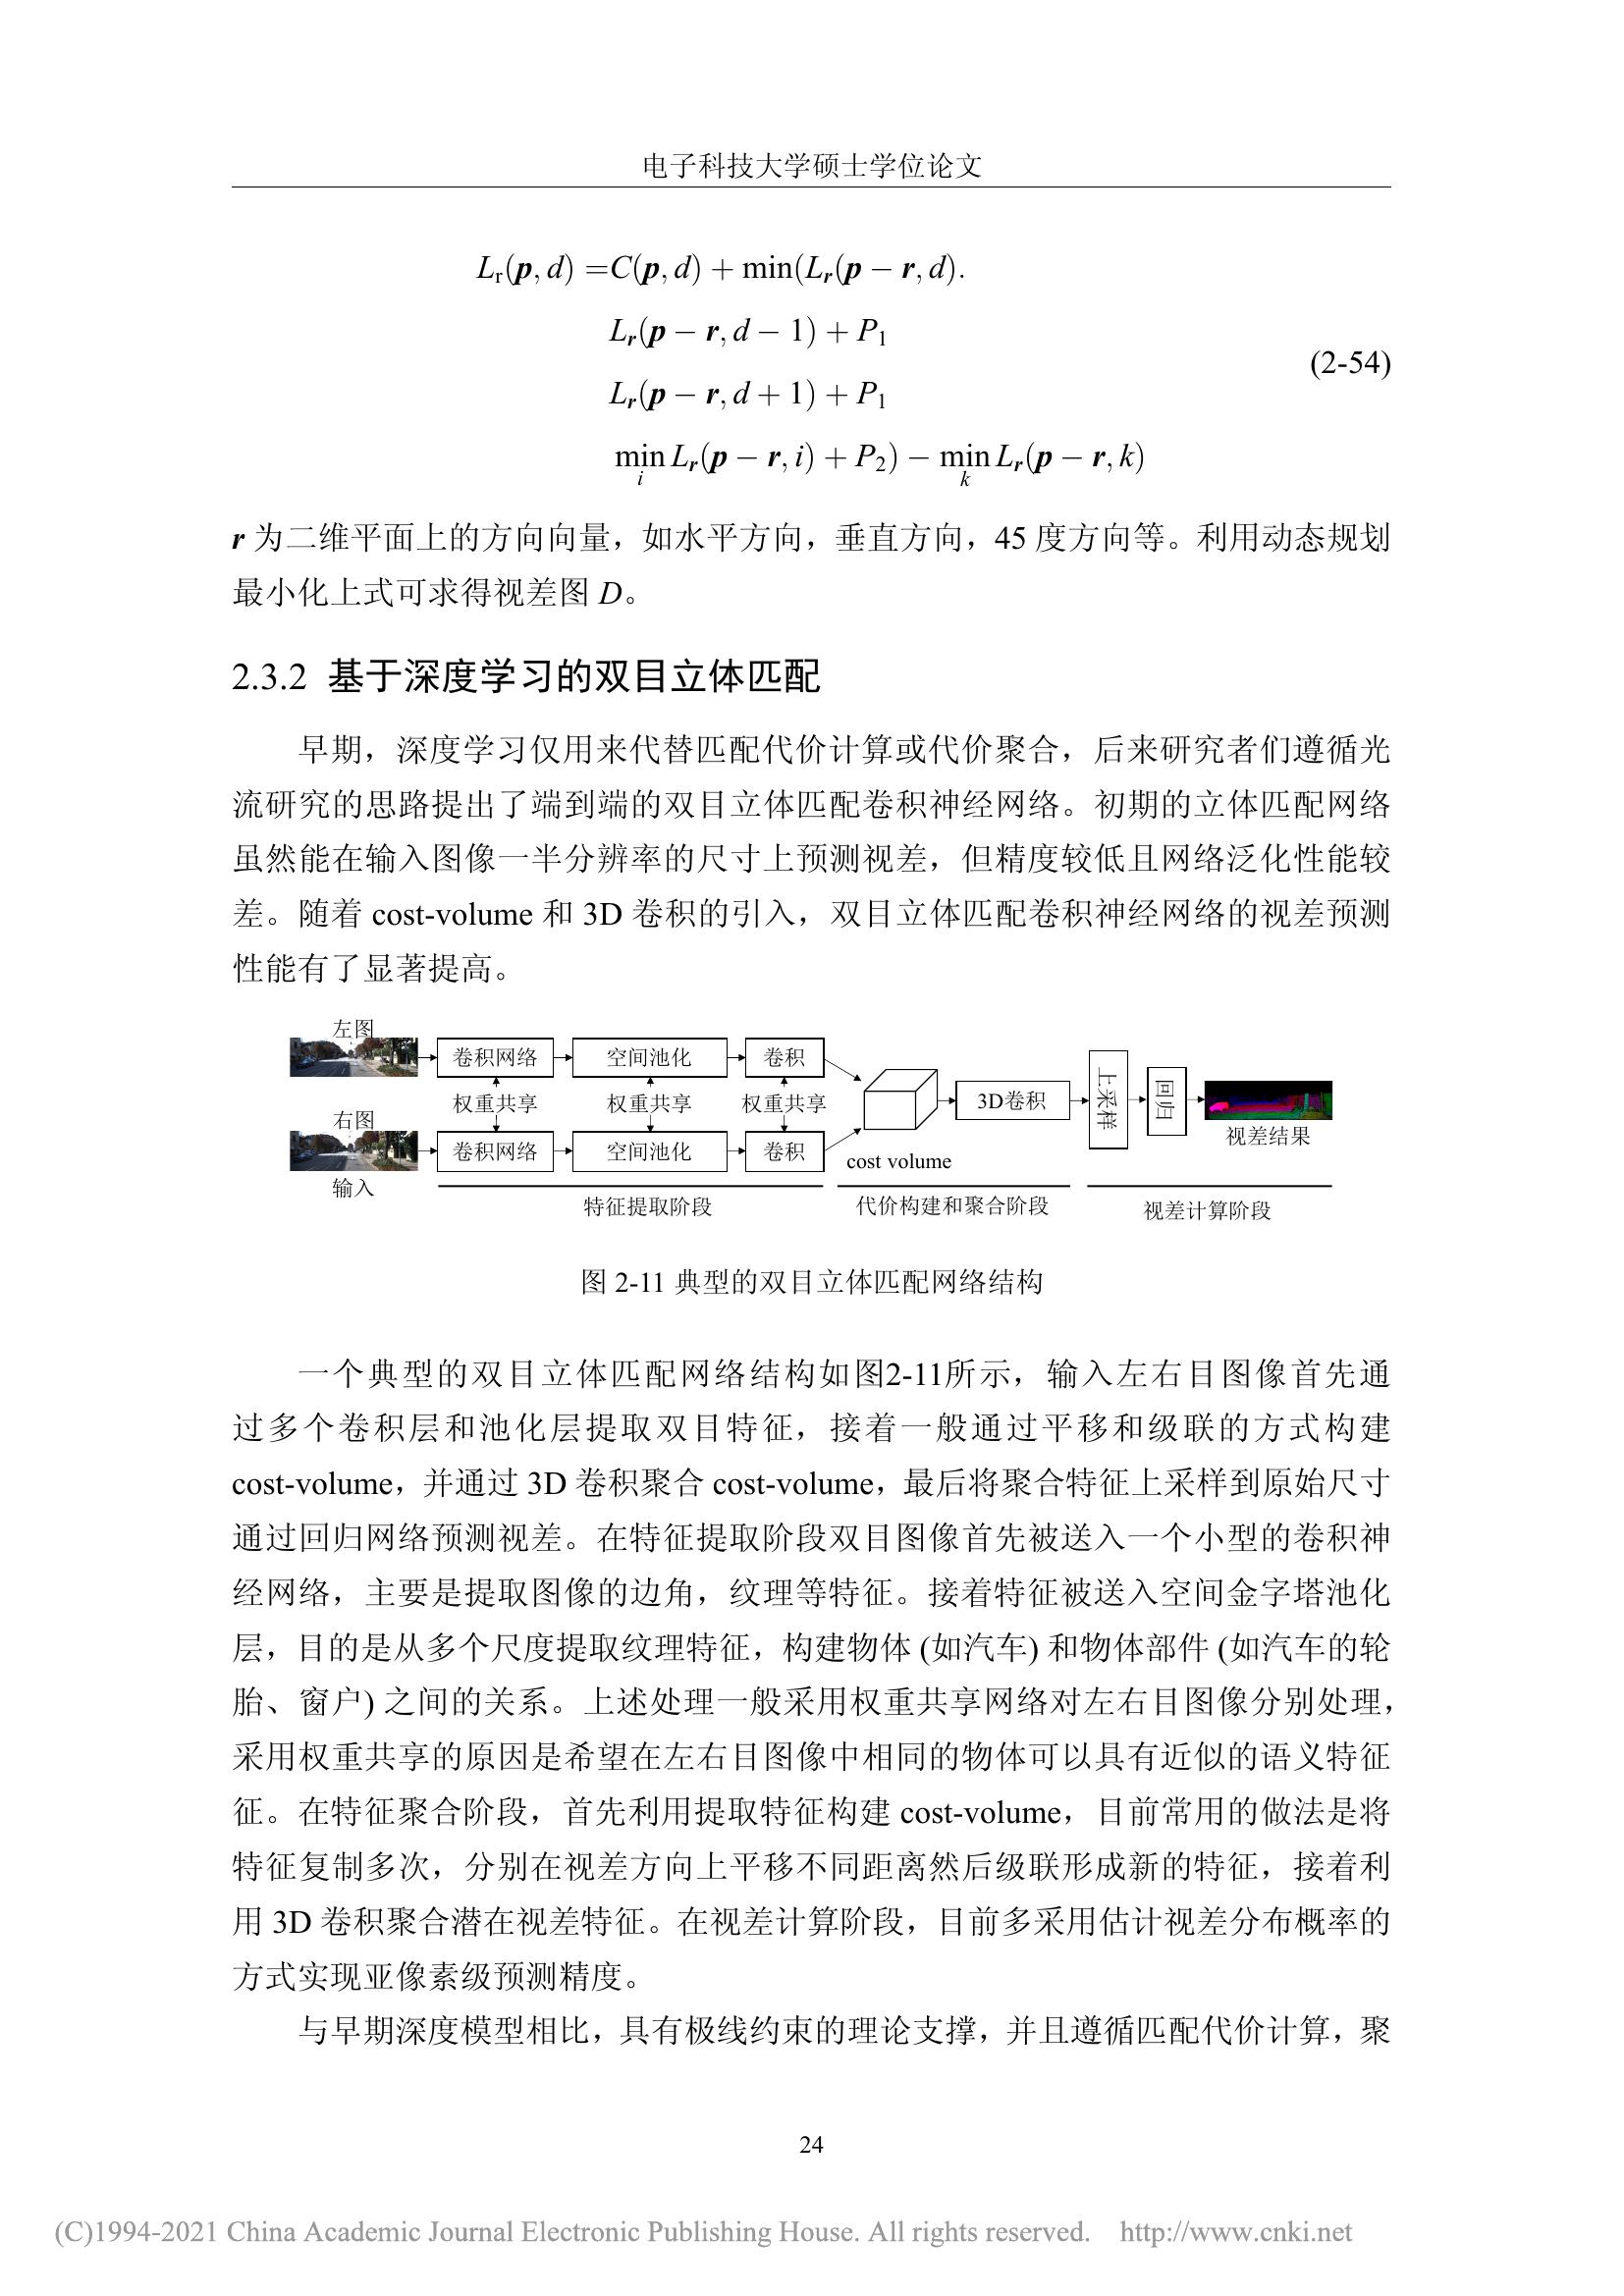 电子科技大学硕士学位论文
L_r(p, d) =C(p, d) + min(L_r(p − r, d).
L_r(p − r, d − 1) + P_1
(2-54)
L_r(p − r, d + 1) + P_1
min_i L_r(p − r, i) + P_2) − min_k L_r(p − r, k)
r 为二维平面上的方向向量，如水平方向，垂直方向，45 度方向等。利用动态规划
最小化上式可求得视差图 D。
2.3.2 基于深度学习的双目立体匹配
早期，深度学习仅用来代替匹配代价计算或代价聚合，后来研究者们遵循光
流研究的思路提出了端到端的双目立体匹配卷积神经网络。初期的立体匹配网络
虽然能在输入图像一半分辨率的尺寸上预测视差，但精度较低且网络泛化性能较
差。随着 cost-volume 和 3D 卷积的引入，双目立体匹配卷积神经网络的视差预测
性能有了显著提高。
左图
卷积网络 空间池化 卷积
权重共享 权重共享 权重共享
右图
卷积网络 空间池化 卷积
输入
特征提取阶段
cost volume
3D卷积
代价构建和聚合阶段
上采样
回归
视差结果
视差计算阶段
图 2-11 典型的双目立体匹配网络结构
一个典型的双目立体匹配网络结构如图2-11所示，输入左右目图像首先通
过多个卷积层和池化层提取双目特征，接着一般通过平移和级联的方式构建
cost-volume，并通过 3D 卷积聚合 cost-volume，最后将聚合特征上采样到原始尺寸
通过回归网络预测视差。在特征提取阶段双目图像首先被送入一个小型的卷积神
经网络，主要是提取图像的边角，纹理等特征。接着特征被送入空间金字塔池化
层，目的是从多个尺度提取纹理特征，构建物体 (如汽车) 和物体部件 (如汽车的轮
胎、窗户) 之间的关系。上述处理一般采用权重共享网络对左右目图像分别处理，
采用权重共享的原因是希望在左右目图像中相同的物体可以具有近似的语义特征
征。在特征聚合阶段，首先利用提取特征构建 cost-volume，目前常用的做法是将
特征复制多次，分别在视差方向上平移不同距离然后级联形成新的特征，接着利
用 3D 卷积聚合潜在视差特征。在视差计算阶段，目前多采用估计视差分布概率的
方式实现亚像素级预测精度。
与早期深度模型相比，具有极线约束的理论支撑，并且遵循匹配代价计算，聚
24
(C)1994-2021 China Academic Journal Electronic Publishing House. All rights reserved. http://www.cnki.net